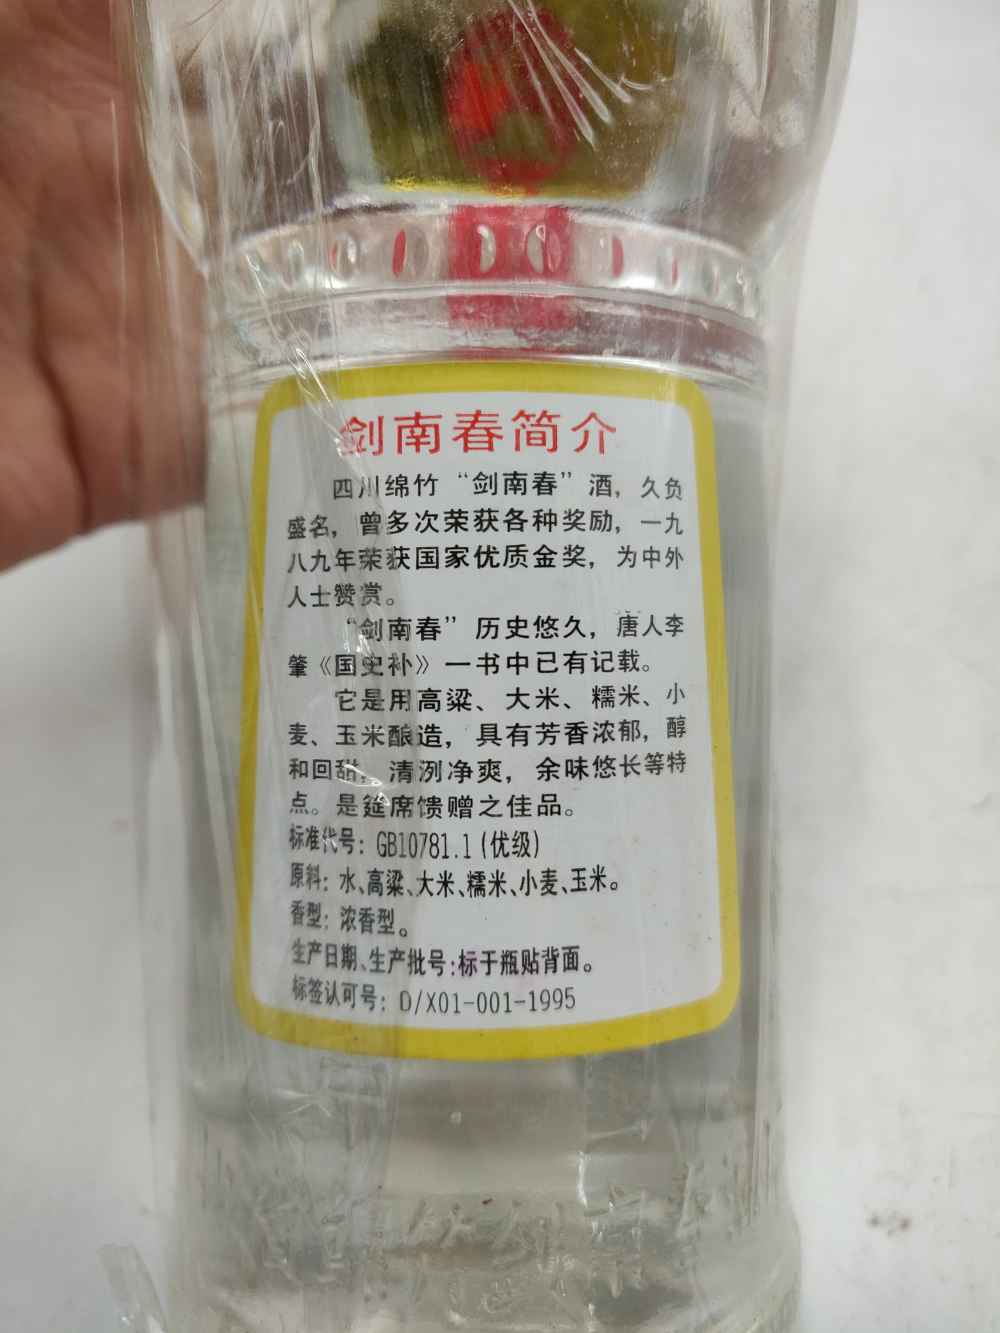 剑南春简介
四川绵竹“剑南春”酒，久负
盛名，曾多次荣获各种奖励，一九
八九年荣获国家优质金奖，为中外
人士赞赏。
“剑南春”历史悠久，唐人李
肇《国史补》一书中已有记载。
它是用高粱、大米、糯米、小
麦、玉米酿造，具有芳香浓郁，醇
和回甜，清洌净爽，余味悠长等特
点。是筵席馈赠之佳品。
标准代号：GB10781.1(优级)
原料：水、高粱、大米、糯米、小麦、玉米。
香型：浓香型。
生产日期、生产批号：标于瓶贴背面。
标签认可号：D/X01-001-1995